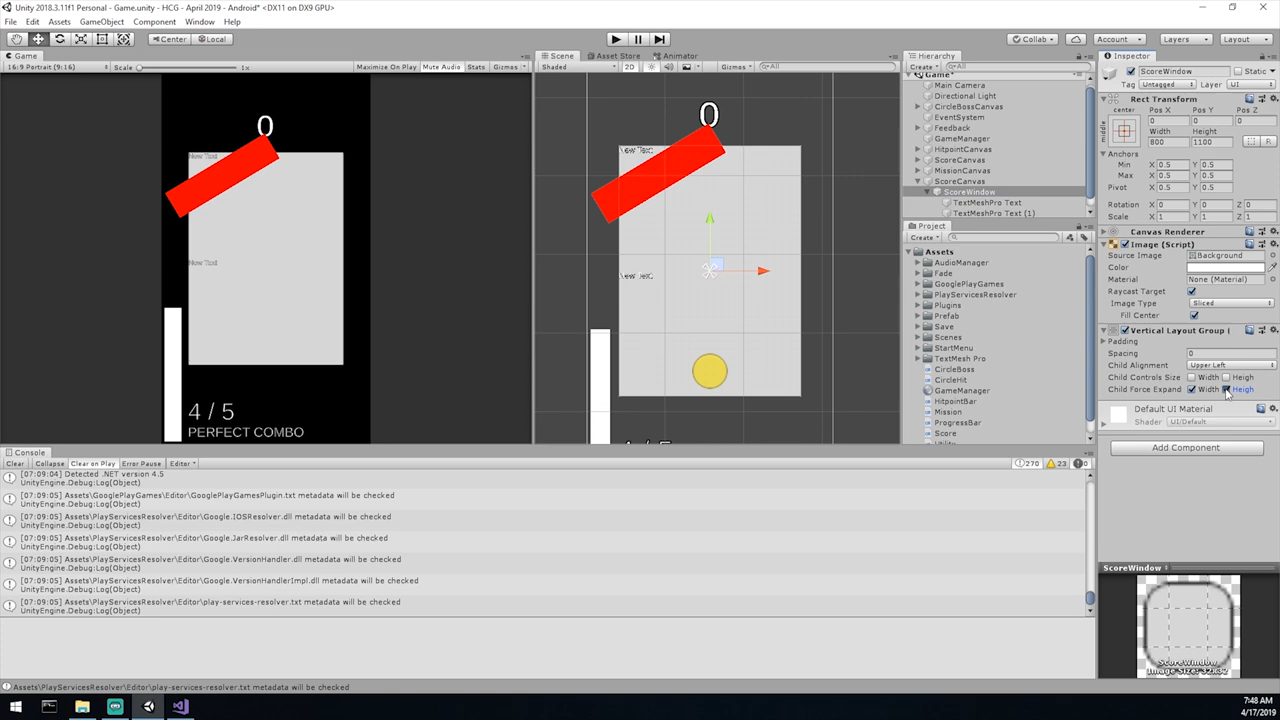 Unity 2018.3.11f1 Personal - Game.unity - HCG - April 2019 - Android* <DX11 on DX9 GPU>
File Edit Assets GameObject Component Window Help
Center Local Collab Account Layers Layout
Game
16:9 Portrait (9:16) Scale 1x Maximize On Play Mute Audio Stats Gizmos
0
New Text
New Text
4 / 5
PERFECT COMBO
Scene Asset Store Animator
Shaded 2D Gizmos All
0
New Text
New Text
Hierarchy
Create All
Game*
Main Camera
Directional Light
CircleBossCanvas
EventSystem
Feedback
GameManager
HitpointCanvas
ScoreCanvas
MissionCanvas
ScoreCanvas
ScoreWindow
TextMeshPro Text
TextMeshPro Text (1)
Project
Create
Assets
AudioManager
Fade
GooglePlayGames
PlayServicesResolver
Plugins
Prefab
Save
Scenes
StartMenu
TextMesh Pro
CircleBoss
CircleHit
GameManager
HitpointBar
Mission
ProgressBar
Score
Inspector
ScoreWindow Static
Tag Untagged Layer UI
Rect Transform
center Pos X Pos Y Pos Z
middle 0 0 0
Width Height
800 1100 R
Anchors
Min X 0.5 Y 0.5
Max X 0.5 Y 0.5
Pivot X 0.5 Y 0.5
Rotation X 0 Y 0 Z 0
Scale X 1 Y 1 Z 1
Canvas Renderer
Image (Script)
Source Image Background
Color
Material None (Material)
Raycast Target
Image Type Sliced
Fill Center
Vertical Layout Group (
Padding
Spacing 0
Child Alignment Upper Left
Child Controls Size Width Heigh
Child Force Expand Width Heigh
Default UI Material
Shader UI/Default
Add Component
ScoreWindow
ScoreWindow
Image Size: 32x32
Console
Clear Collapse Clear on Play Error Pause Editor 270 23 0
[07:09:04] Detected .NET version 4.5
UnityEngine.Debug:Log(Object)
[07:09:05] Assets\GooglePlayGames\Editor\GooglePlayGamesPlugin.txt metadata will be checked
UnityEngine.Debug:Log(Object)
[07:09:05] Assets\PlayServicesResolver\Editor\Google.IOSResolver.dll metadata will be checked
UnityEngine.Debug:Log(Object)
[07:09:05] Assets\PlayServicesResolver\Editor\Google.JarResolver.dll metadata will be checked
UnityEngine.Debug:Log(Object)
[07:09:05] Assets\PlayServicesResolver\Editor\Google.VersionHandler.dll metadata will be checked
UnityEngine.Debug:Log(Object)
[07:09:05] Assets\PlayServicesResolver\Editor\Google.VersionHandlerImpl.dll metadata will be checked
UnityEngine.Debug:Log(Object)
[07:09:05] Assets\PlayServicesResolver\Editor\play-services-resolver.txt metadata will be checked
UnityEngine.Debug:Log(Object)
Assets\PlayServicesResolver\Editor\play-services-resolver.txt metadata will be checked
7:48 AM
4/17/2019